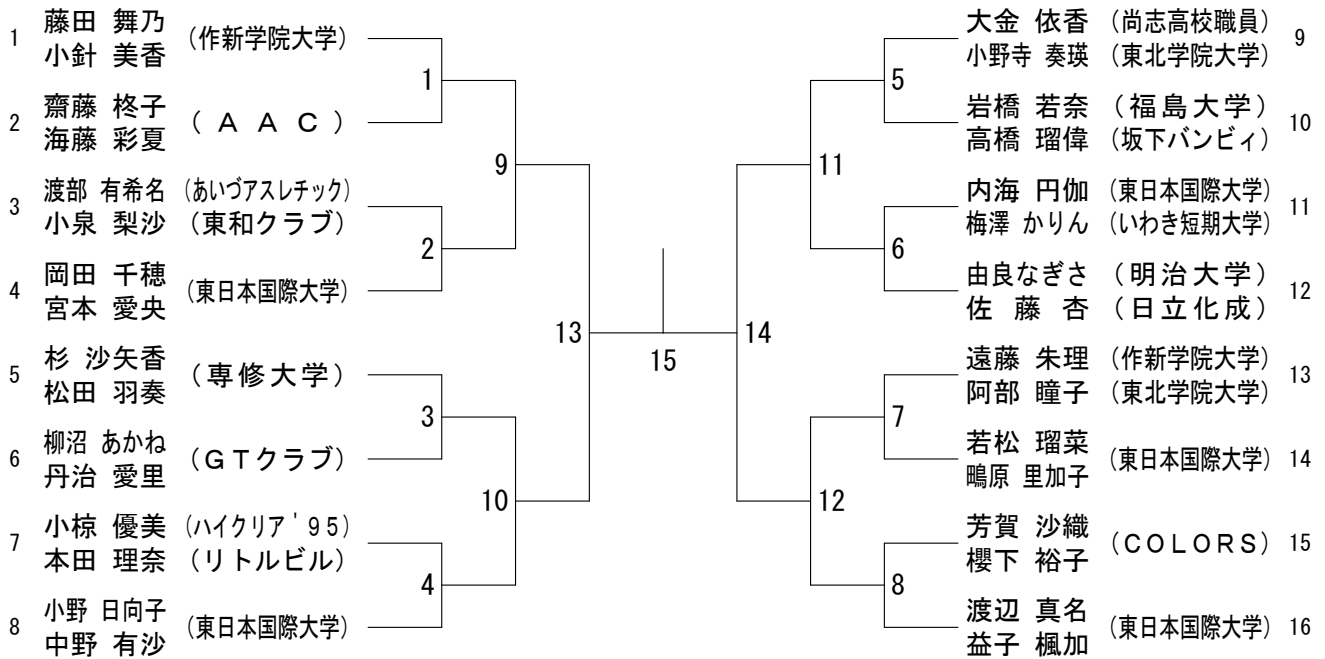 1 藤田 舞乃 (作新学院大学)
小針 美香
2 齋藤 柊子 (AAC)
海藤 彩夏
3 渡部 有希名 (あいづアスレチック)
小泉 梨沙 (東和クラブ)
4 岡田 千穂 (東日本国際大学)
宮本 愛央
5 杉 沙矢香 (専修大学)
松田 羽奏
6 柳沼 あかね (GTクラブ)
丹治 愛里
7 小椋 優美 (ハイクリア'95)
本田 理奈 (リトルビル)
8 小野 日向子 (東日本国際大学)
中野 有沙
1
2
3
4
9
10
13
15
14
11
12
5
6
7
8
大金 依香 (尚志高校職員) 9
小野寺 奏瑛 (東北学院大学)
岩橋 若奈 (福島大学) 10
高橋 瑠偉 (坂下バンビィ)
内海 円伽 (東日本国際大学) 11
梅澤 かりん (いわき短期大学)
由良なぎさ (明治大学) 12
佐藤 杏 (日立化成)
遠藤 朱理 (作新学院大学) 13
阿部 瞳子 (東北学院大学)
若松 瑠菜 (東日本国際大学) 14
鴫原 里加子
芳賀 沙織 (COLORS) 15
櫻下 裕子
渡辺 真名 (東日本国際大学) 16
益子 楓加